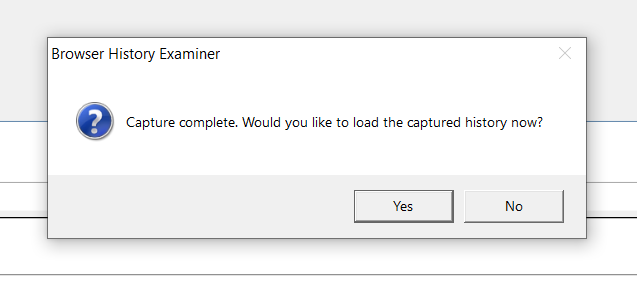 Browser History Examiner
Capture complete. Would you like to load the captured history now?
Yes
No